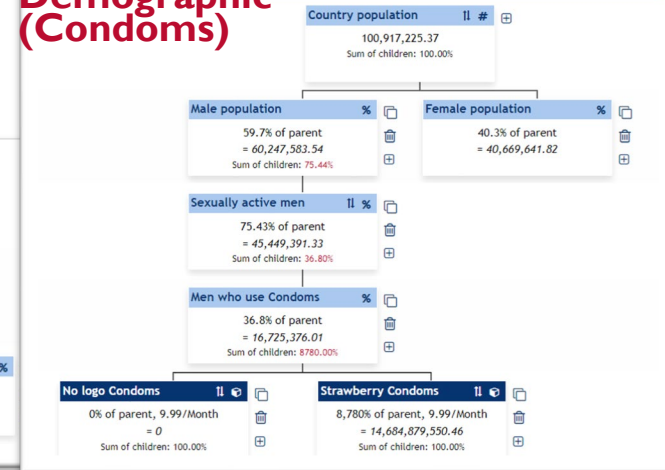 Demographic
(Condoms)
Country population #
100,917,225.37
Sum of children: 100.00%
Male population %
59.7% of parent
= 60,247,583.54
Sum of children: 75.44%
Female population %
40.3% of parent
= 40,669,641.82
Sexually active men %
75.43% of parent
= 45,449,391.33
Sum of children: 36.80%
Men who use Condoms %
36.8% of parent
= 16,725,376.01
Sum of children: 8780.00%
%
No logo Condoms
0% of parent, 9.99/Month
= 0
Sum of children: 100.00%
Strawberry Condoms
8,780% of parent, 9.99/Month
= 14,684,879,550.46
Sum of children: 100.00%